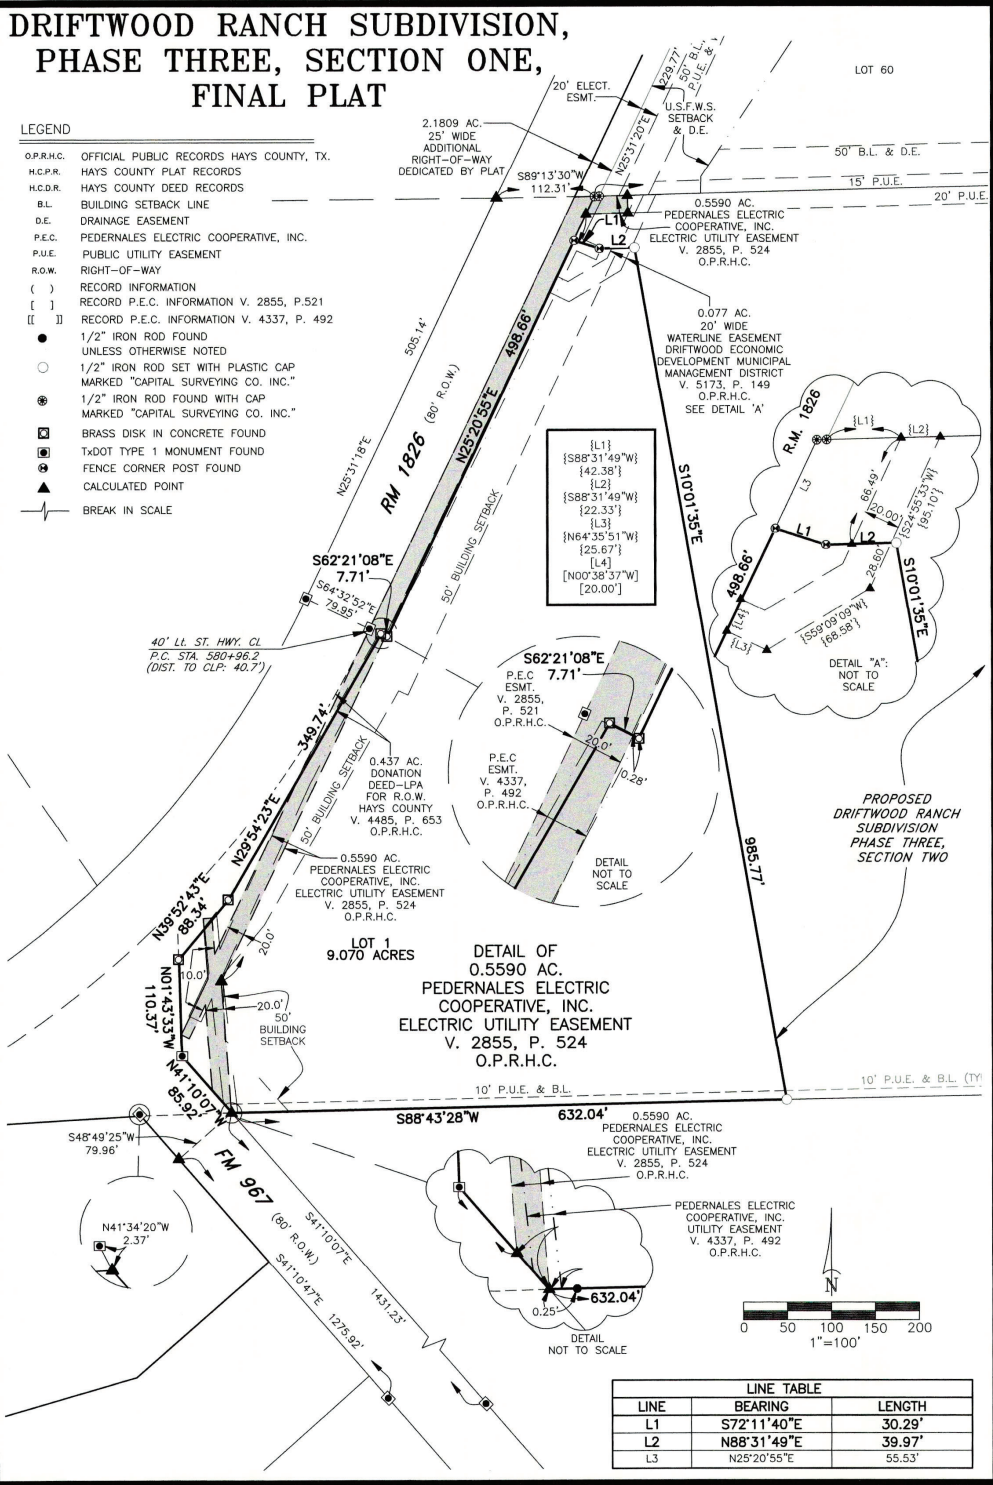 DRIFTWOOD RANCH SUBDIVISION,
PHASE THREE, SECTION ONE,
FINAL PLAT
LEGEND
O.P.R.H.C. OFFICIAL PUBLIC RECORDS HAYS COUNTY, TX.
H.C.P.R. HAYS COUNTY PLAT RECORDS
H.C.D.R. HAYS COUNTY DEED RECORDS
B.L. BUILDING SETBACK LINE
D.E. DRAINAGE EASEMENT
P.E.C. PEDERNALES ELECTRIC COOPERATIVE, INC.
P.U.E. PUBLIC UTILITY EASEMENT
R.O.W. RIGHT-OF-WAY
( ) RECORD INFORMATION
[ ] RECORD P.E.C. INFORMATION V. 2855, P.521
[[ ]] RECORD P.E.C. INFORMATION V. 4337, P. 492
1/2" IRON ROD FOUND
UNLESS OTHERWISE NOTED
1/2" IRON ROD SET WITH PLASTIC CAP
MARKED "CAPITAL SURVEYING CO. INC."
1/2" IRON ROD FOUND WITH CAP
MARKED "CAPITAL SURVEYING CO. INC."
BRASS DISK IN CONCRETE FOUND
TxDOT TYPE 1 MONUMENT FOUND
FENCE CORNER POST FOUND
CALCULATED POINT
BREAK IN SCALE
20' ELECT.
ESMT.
229.77'
50' B.L.,
P.U.E. &
U.S.F.W.S.
SETBACK
& D.E.
N25°31'20"E
LOT 60
2.1809 AC.
25' WIDE
ADDITIONAL
RIGHT-OF-WAY
DEDICATED BY PLAT
S89°13'30"W
112.31'
50' B.L. & D.E.
15' P.U.E.
20' P.U.E.
L1
L2
0.5590 AC.
PEDERNALES ELECTRIC
COOPERATIVE, INC.
ELECTRIC UTILITY EASEMENT
V. 2855, P. 524
O.P.R.H.C.
0.077 AC.
20' WIDE
WATERLINE EASEMENT
DRIFTWOOD ECONOMIC
DEVELOPMENT MUNICIPAL
MANAGEMENT DISTRICT
V. 5173, P. 149
O.P.R.H.C.
SEE DETAIL 'A'
505.14'
N25°31'18"E
RM 1826 (80' R.O.W.)
498.66'
N25°20'55"E
50' BUILDING SETBACK
{L1}
{S88°31'49"W}
{42.38'}
{L2}
{S88°31'49"W}
{22.33'}
{L3}
{N64°35'51"W}
{25.67'}
[L4]
[N00°38'37"W]
[20.00']
S10°01'35"E
985.77'
R.M. 1826
{L1}
{L2}
L3
66.49'
20.00'
{S24°55'33"W}
{95.10'}
L1
L2
28.60'
498.66'
{L4}
{L3}
{S59°09'09"W}
{68.58'}
S10°01'35"E
DETAIL "A":
NOT TO
SCALE
S62°21'08"E
7.71'
S64°32'52"E
79.95'
40' Lt. ST. HWY. CL
P.C. STA. 580+96.2
(DIST. TO CLP: 40.7')
S62°21'08"E
7.71'
P.E.C
ESMT.
V. 2855,
P. 521
O.P.R.H.C.
P.E.C
ESMT.
V. 4337,
P. 492
O.P.R.H.C.
20.0'
0.28'
DETAIL
NOT TO
SCALE
PROPOSED
DRIFTWOOD RANCH
SUBDIVISION
PHASE THREE,
SECTION TWO
349.74'
N29°54'23"E
50' BUILDING SETBACK
0.437 AC.
DONATION
DEED-LPA
FOR R.O.W.
HAYS COUNTY
V. 4485, P. 653
O.P.R.H.C.
0.5590 AC.
PEDERNALES ELECTRIC
COOPERATIVE, INC.
ELECTRIC UTILITY EASEMENT
V. 2855, P. 524
O.P.R.H.C.
N39°52'43"E
88.34'
20.0'
LOT 1
9.070 ACRES
10.0'
N01°43'33"W
110.37'
20.0'
50'
BUILDING
SETBACK
DETAIL OF
0.5590 AC.
PEDERNALES ELECTRIC
COOPERATIVE, INC.
ELECTRIC UTILITY EASEMENT
V. 2855, P. 524
O.P.R.H.C.
N41°10'07"W
85.92'
10' P.U.E. & B.L.
10' P.U.E. & B.L. (TY
S88°43'28"W 632.04'
S48°49'25"W
79.96'
FM 967 (80' R.O.W.)
N41°34'20"W
2.37'
S41°10'07"E
1431.23'
S41°10'47"E
1275.92'
0.5590 AC.
PEDERNALES ELECTRIC
COOPERATIVE, INC.
ELECTRIC UTILITY EASEMENT
V. 2855, P. 524
O.P.R.H.C.
PEDERNALES ELECTRIC
COOPERATIVE, INC.
UTILITY EASEMENT
V. 4337, P. 492
O.P.R.H.C.
632.04'
0.25'
DETAIL
NOT TO SCALE
N
0 50 100 150 200
1"=100'
LINE TABLE
LINE BEARING LENGTH
L1 S72°11'40"E 30.29'
L2 N88°31'49"E 39.97'
L3 N25°20'55"E 55.53'